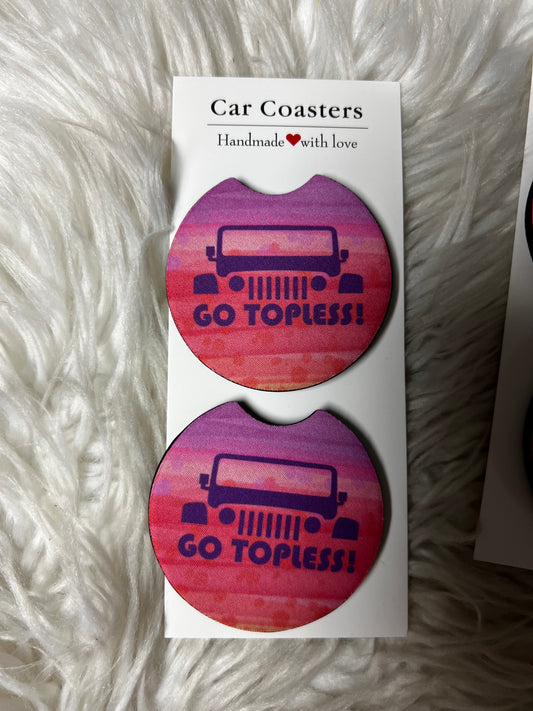 Car Coasters
Handmade❤with love
GO TOPLESS!
GO TOPLESS!